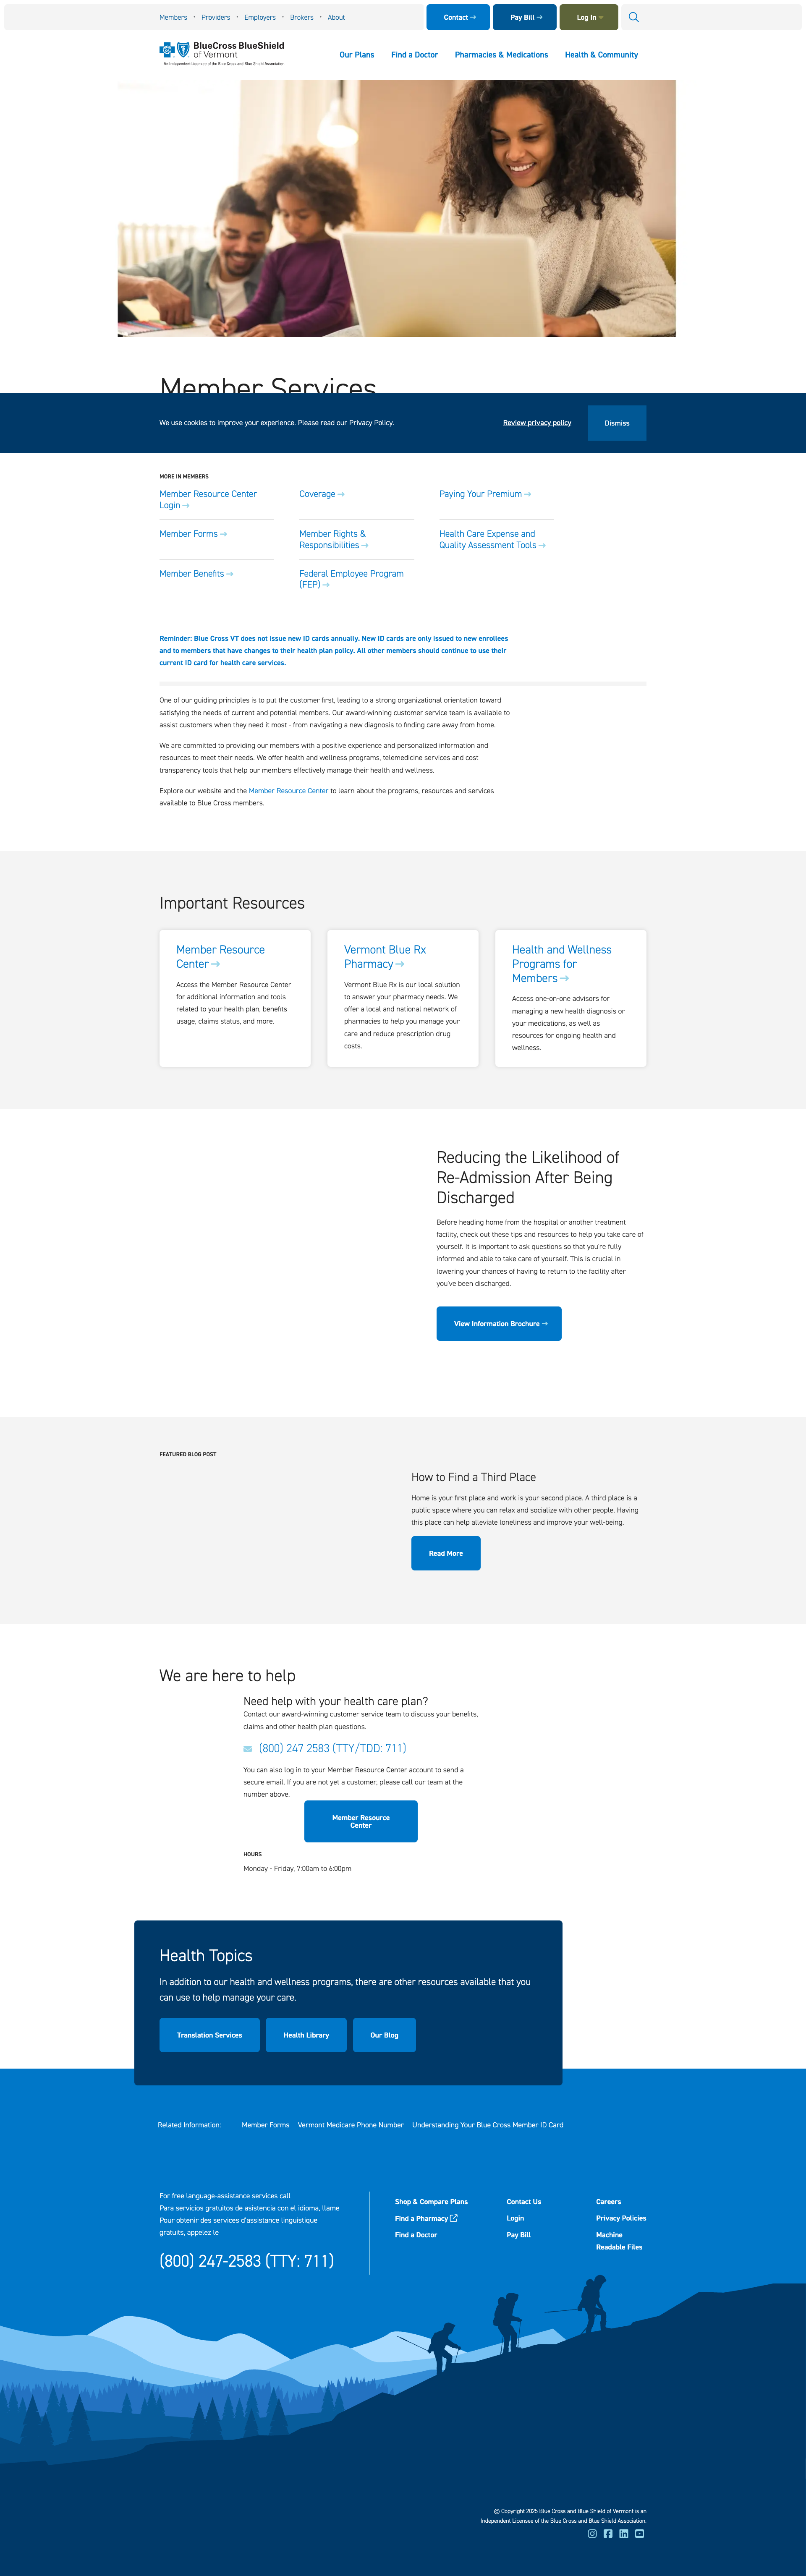 Members • Providers • Employers • Brokers • About
Contact
Pay Bill
Log In
BlueCross BlueShield
of Vermont
An Independent Licensee of the Blue Cross and Blue Shield Association.
Our Plans
Find a Doctor
Pharmacies & Medications
Health & Community
Member Services
We use cookies to improve your experience. Please read our Privacy Policy.
Review privacy policy
Dismiss
MORE IN MEMBERS
Member Resource Center
Login
Coverage
Paying Your Premium
Member Forms
Member Rights &
Responsibilities
Health Care Expense and
Quality Assessment Tools
Member Benefits
Federal Employee Program
(FEP)
Reminder: Blue Cross VT does not issue new ID cards annually. New ID cards are only issued to new enrollees
and to members that have changes to their health plan policy. All other members should continue to use their
current ID card for health care services.
One of our guiding principles is to put the customer first, leading to a strong organizational orientation toward
satisfying the needs of current and potential members. Our award-winning customer service team is available to
assist customers when they need it most - from navigating a new diagnosis to finding care away from home.
We are committed to providing our members with a positive experience and personalized information and
resources to meet their needs. We offer health and wellness programs, telemedicine services and cost
transparency tools that help our members effectively manage their health and wellness.
Explore our website and the Member Resource Center to learn about the programs, resources and services
available to Blue Cross members.
Important Resources
Member Resource
Center
Access the Member Resource Center
for additional information and tools
related to your health plan, benefits
usage, claims status, and more.
Vermont Blue Rx
Pharmacy
Vermont Blue Rx is our local solution
to answer your pharmacy needs. We
offer a local and national network of
pharmacies to help you manage your
care and reduce prescription drug
costs.
Health and Wellness
Programs for
Members
Access one-on-one advisors for
managing a new health diagnosis or
your medications, as well as
resources for ongoing health and
wellness.
Reducing the Likelihood of
Re-Admission After Being
Discharged
Before heading home from the hospital or another treatment
facility, check out these tips and resources to help you take care of
yourself. It is important to ask questions so that you're fully
informed and able to take care of yourself. This is crucial in
lowering your chances of having to return to the facility after
you've been discharged.
View Information Brochure
FEATURED BLOG POST
How to Find a Third Place
Home is your first place and work is your second place. A third place is a
public space where you can relax and socialize with other people. Having
this place can help alleviate loneliness and improve your well-being.
Read More
We are here to help
Need help with your health care plan?
Contact our award-winning customer service team to discuss your benefits,
claims and other health plan questions.
(800) 247 2583 (TTY/TDD: 711)
You can also log in to your Member Resource Center account to send a
secure email. If you are not yet a customer, please call our team at the
number above.
Member Resource
Center
HOURS
Monday - Friday, 7:00am to 6:00pm
Health Topics
In addition to our health and wellness programs, there are other resources available that you
can use to help manage your care.
Translation Services
Health Library
Our Blog
Related Information:
Member Forms
Vermont Medicare Phone Number
Understanding Your Blue Cross Member ID Card
For free language-assistance services call
Para servicios gratuitos de asistencia con el idioma, llame
Pour obtenir des services d'assistance linguistique
gratuits, appelez le
(800) 247-2583 (TTY: 711)
Shop & Compare Plans
Find a Pharmacy
Find a Doctor
Contact Us
Login
Pay Bill
Careers
Privacy Policies
Machine
Readable Files
© Copyright 2025 Blue Cross and Blue Shield of Vermont is an
Independent Licensee of the Blue Cross and Blue Shield Association.